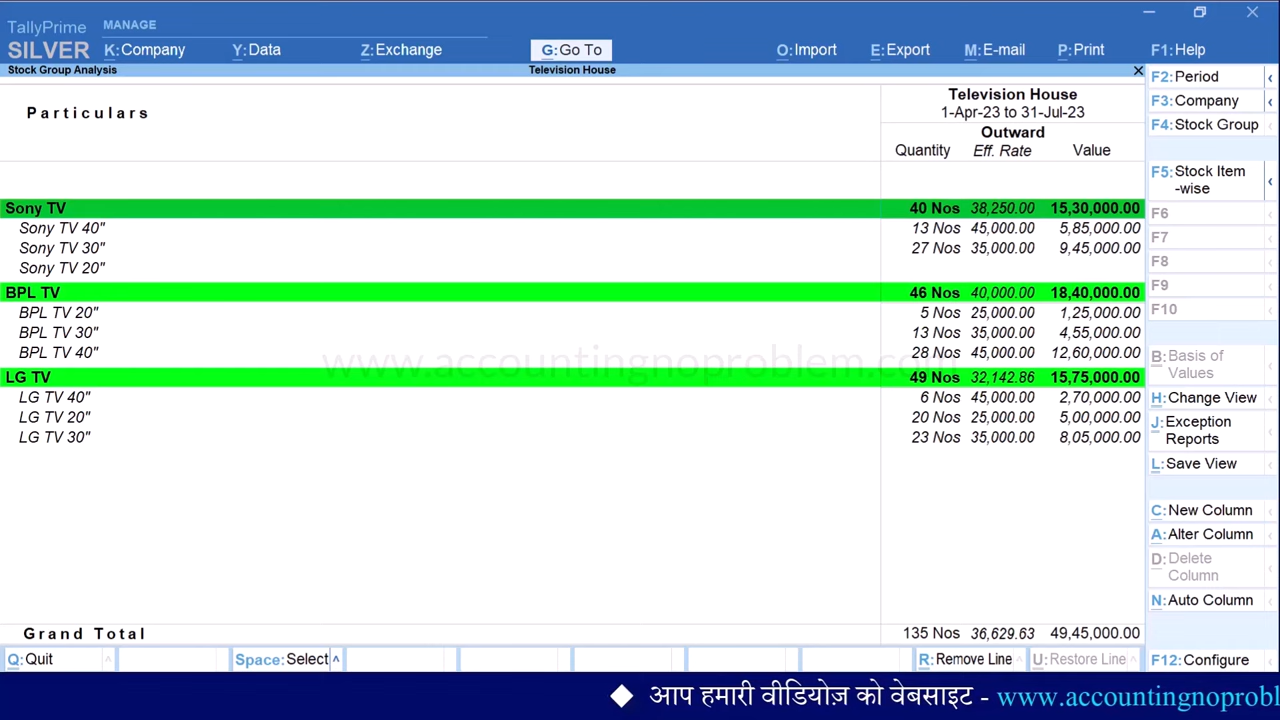 TallyPrime MANAGE
SILVER K:Company Y:Data Z:Exchange G:Go To O:Import E:Export M:E-mail P:Print F1:Help
Stock Group Analysis Television House
Particulars
Television House
1-Apr-23 to 31-Jul-23
Outward
Quantity Eff. Rate Value
Sony TV 40 Nos 38,250.00 15,30,000.00
Sony TV 40" 13 Nos 45,000.00 5,85,000.00
Sony TV 30" 27 Nos 35,000.00 9,45,000.00
Sony TV 20"
BPL TV 46 Nos 40,000.00 18,40,000.00
BPL TV 20" 5 Nos 25,000.00 1,25,000.00
BPL TV 30" 13 Nos 35,000.00 4,55,000.00
BPL TV 40" 28 Nos 45,000.00 12,60,000.00
www.accountingnoproblem.com
LG TV 49 Nos 32,142.86 15,75,000.00
LG TV 40" 6 Nos 45,000.00 2,70,000.00
LG TV 20" 20 Nos 25,000.00 5,00,000.00
LG TV 30" 23 Nos 35,000.00 8,05,000.00
Grand Total 135 Nos 36,629.63 49,45,000.00
F2:Period
F3:Company
F4:Stock Group
F5:Stock Item
-wise
F6
F7
F8
F9
F10
B:Basis of
Values
H:Change View
J:Exception
Reports
L:Save View
C:New Column
A:Alter Column
D:Delete
Column
N:Auto Column
Q:Quit Space:Select R:Remove Line U:Restore Line F12:Configure
आप हमारी वीडियोज़ को वेबसाइट - www.accountingnoprobl